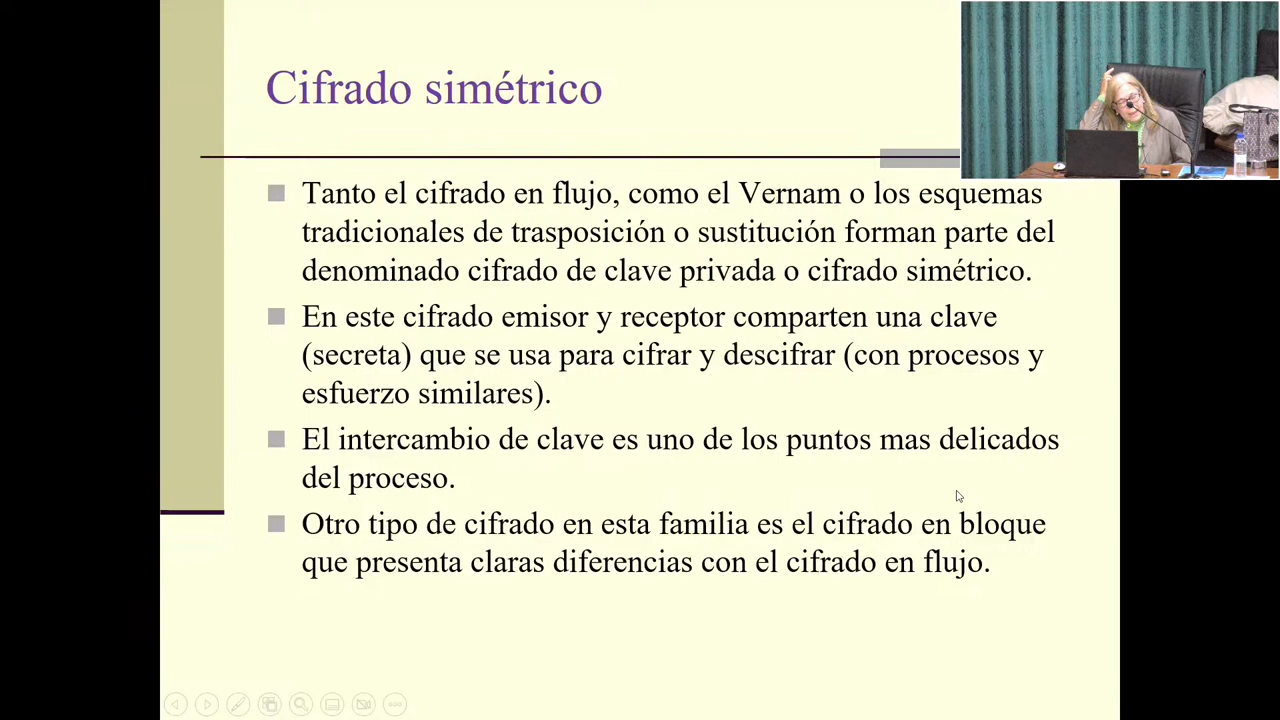 Cifrado simétrico
Tanto el cifrado en flujo, como el Vernam o los esquemas
tradicionales de trasposición o sustitución forman parte del
denominado cifrado de clave privada o cifrado simétrico.
En este cifrado emisor y receptor comparten una clave
(secreta) que se usa para cifrar y descifrar (con procesos y
esfuerzo similares).
El intercambio de clave es uno de los puntos mas delicados
del proceso.
Otro tipo de cifrado en esta familia es el cifrado en bloque
que presenta claras diferencias con el cifrado en flujo.